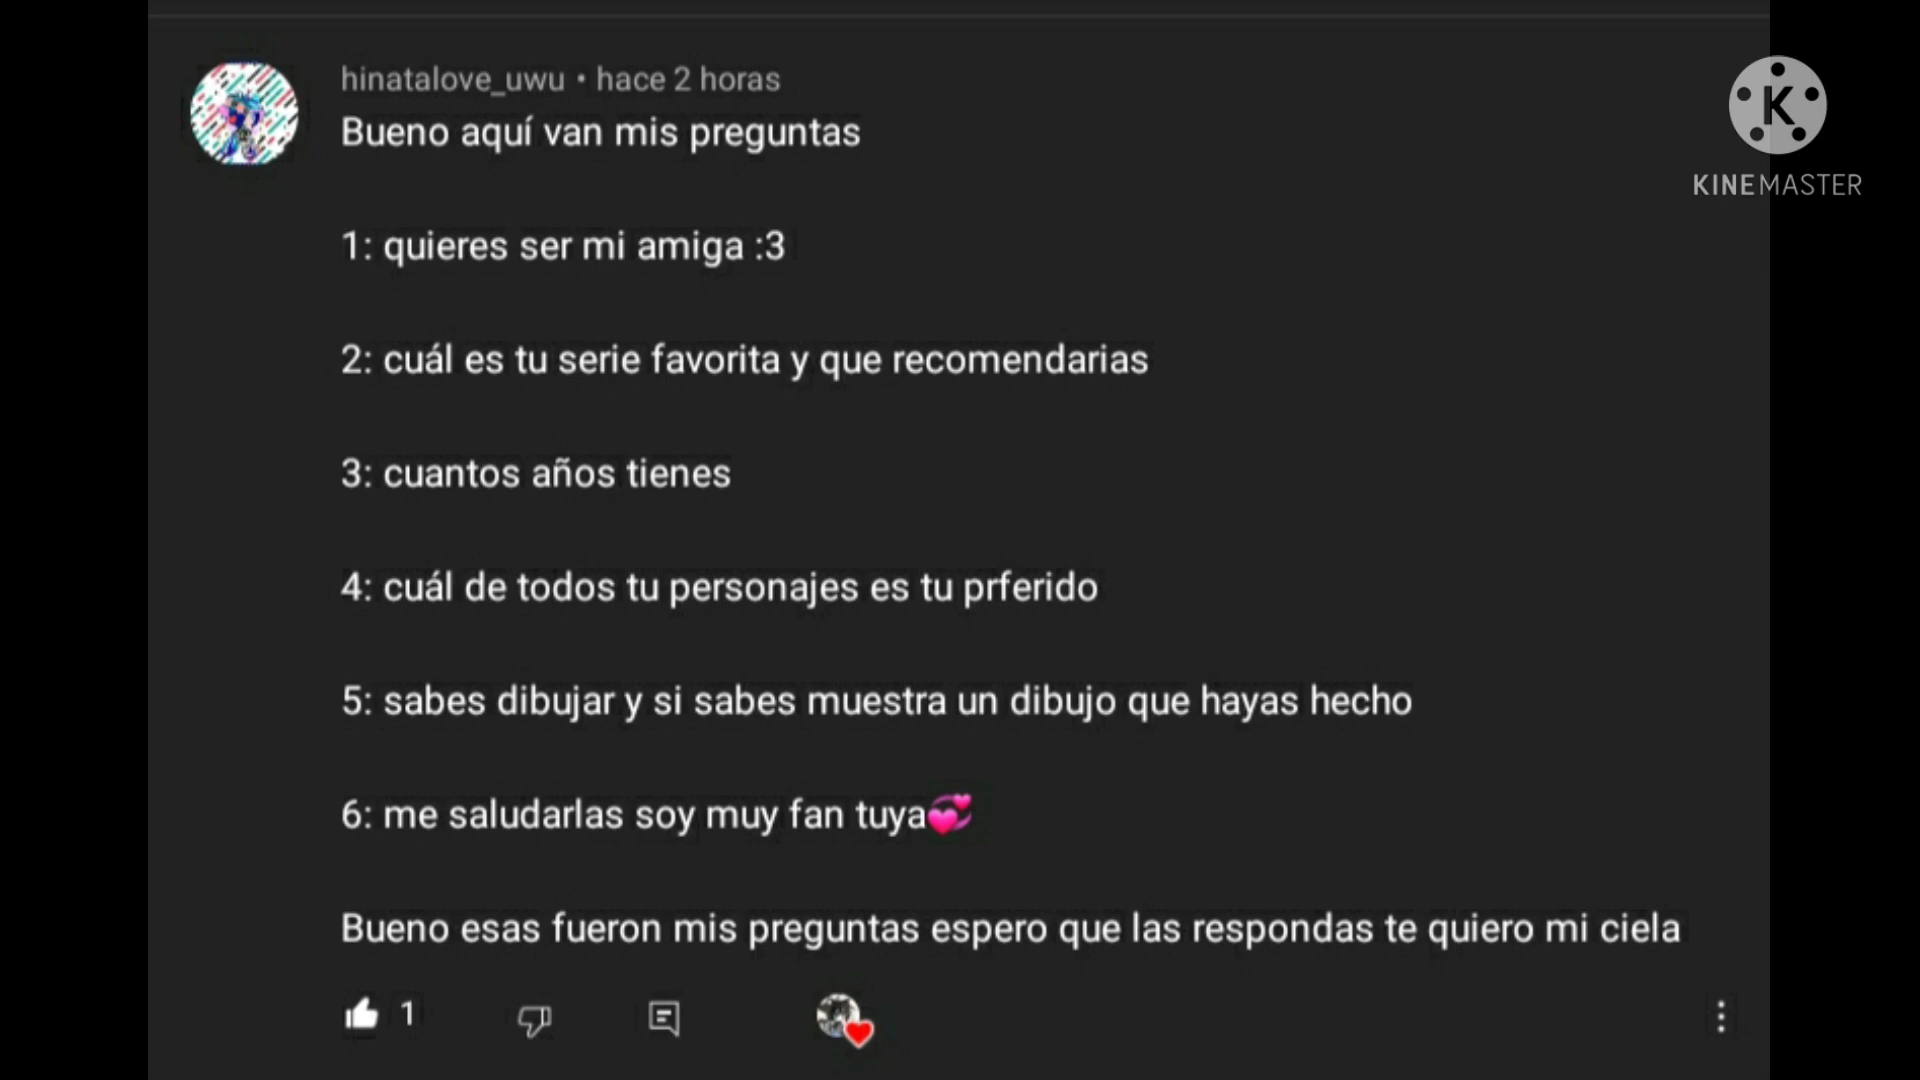 hinatalove_uwu • hace 2 horas
Bueno aquí van mis preguntas
1: quieres ser mi amiga :3
2: cuál es tu serie favorita y que recomendarias
3: cuantos años tienes
4: cuál de todos tu personajes es tu prferido
5: sabes dibujar y si sabes muestra un dibujo que hayas hecho
6: me saludarlas soy muy fan tuya💞
Bueno esas fueron mis preguntas espero que las respondas te quiero mi ciela
1
K
KINEMASTER